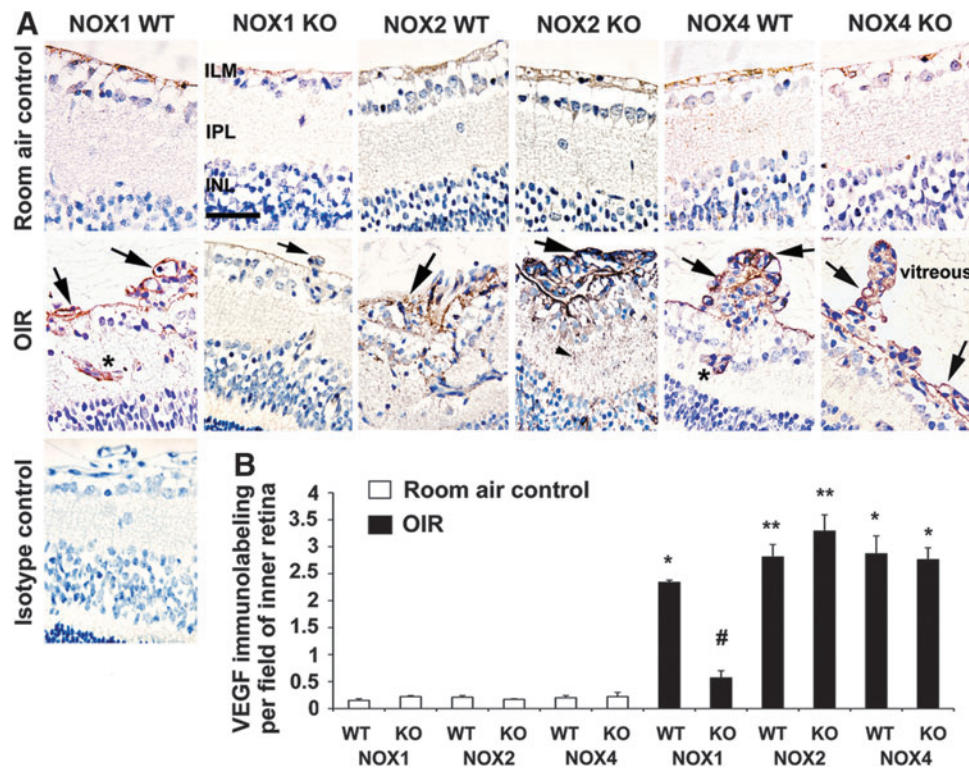 A
NOX1 WT NOX1 KO NOX2 WT NOX2 KO NOX4 WT NOX4 KO
Room air control
ILM
IPL
INL
OIR
*
*
vitreous
Isotype control
B
Room air control
OIR
VEGF immunolabeling
per field of inner retina
4
3.5
3
2.5
2
1.5
1
0.5
0
* # ** ** * *
WT KO WT KO WT KO WT KO WT KO WT KO
NOX1 NOX2 NOX4 NOX1 NOX2 NOX4